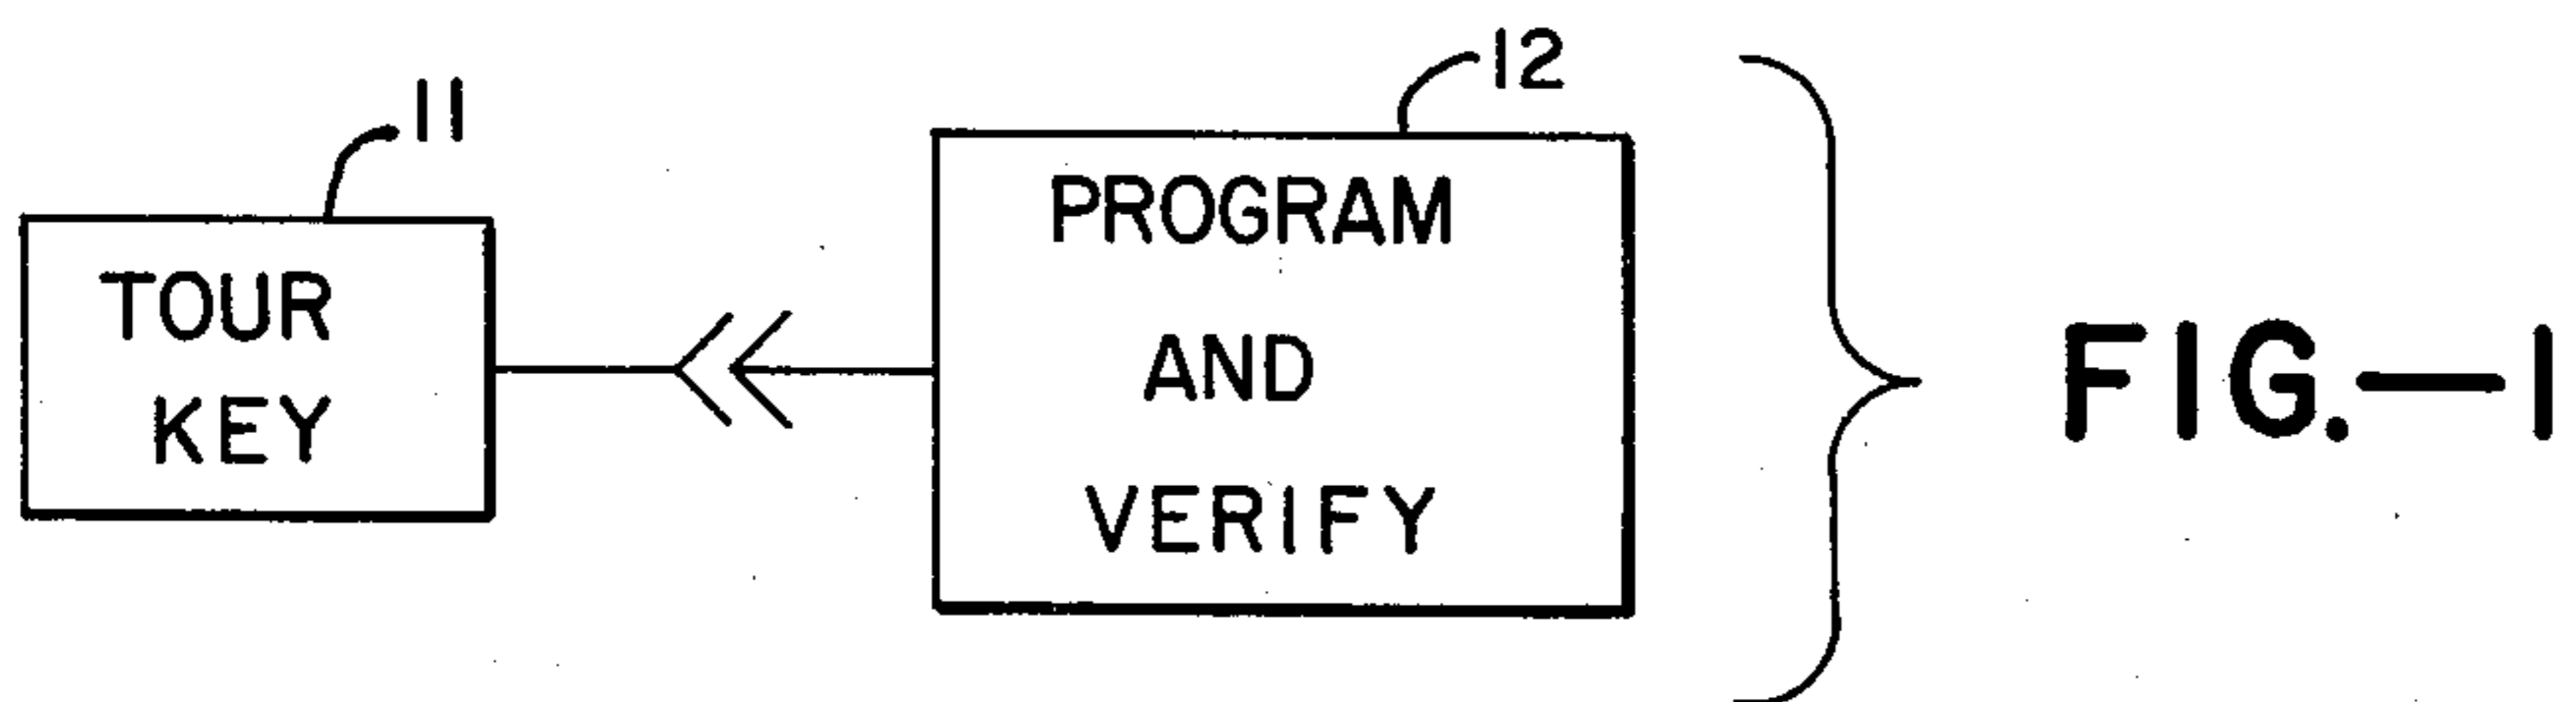 11
TOUR
KEY
12
PROGRAM
AND
VERIFY
FIG.—1